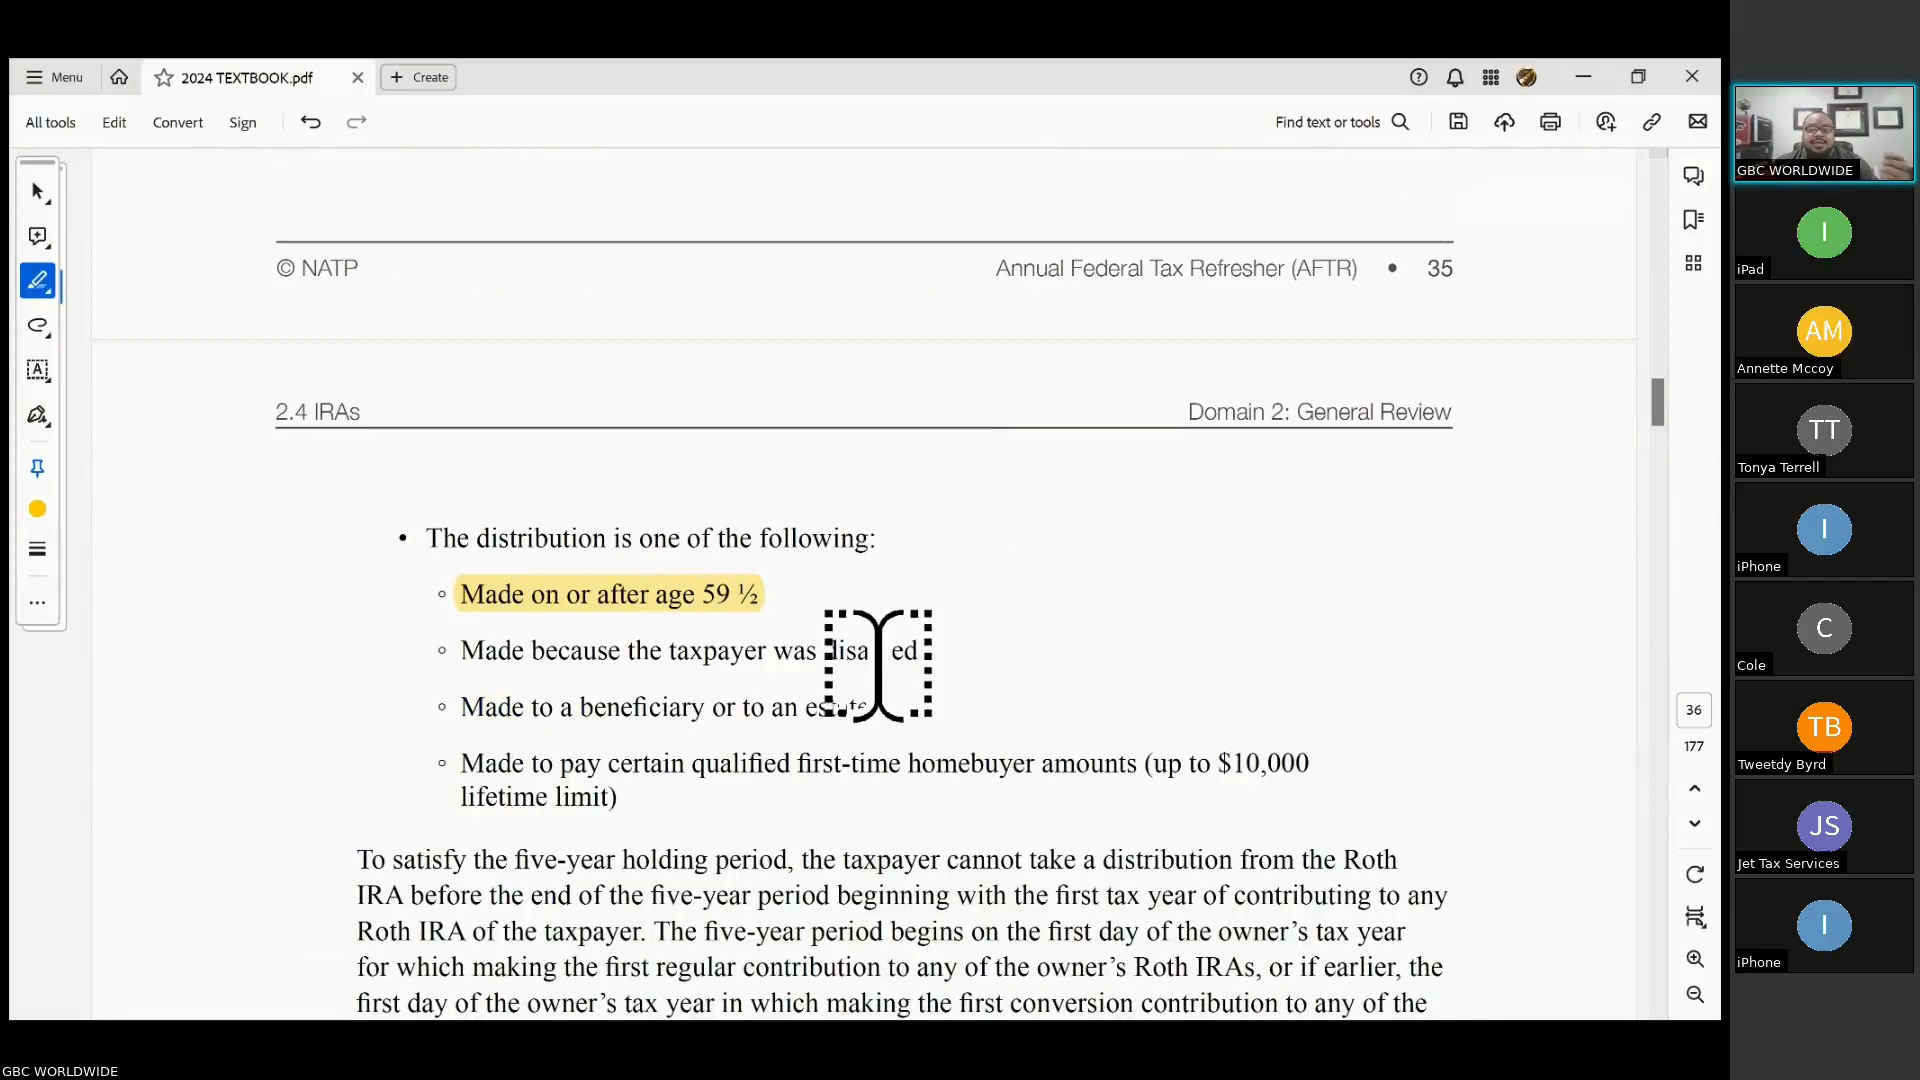 Menu
2024 TEXTBOOK.pdf
Create
All tools
Edit
Convert
Sign
Find text or tools
© NATP
Annual Federal Tax Refresher (AFTR) • 35
2.4 IRAs
Domain 2: General Review
• The distribution is one of the following:
◦ Made on or after age 59 ½
◦ Made because the taxpayer was
◦ Made to a beneficiary or to an
◦ Made to pay certain qualified first-time homebuyer amounts (up to $10,000
lifetime limit)
To satisfy the five-year holding period, the taxpayer cannot take a distribution from the Roth
IRA before the end of the five-year period beginning with the first tax year of contributing to any
Roth IRA of the taxpayer. The five-year period begins on the first day of the owner’s tax year
for which making the first regular contribution to any of the owner’s Roth IRAs, or if earlier, the
first day of the owner’s tax year in which making the first conversion contribution to any of the
36
177
GBC WORLDWIDE
I
iPad
AM
Annette Mccoy
TT
Tonya Terrell
I
iPhone
C
Cole
TB
Tweetdy Byrd
JS
Jet Tax Services
I
iPhone
GBC WORLDWIDE